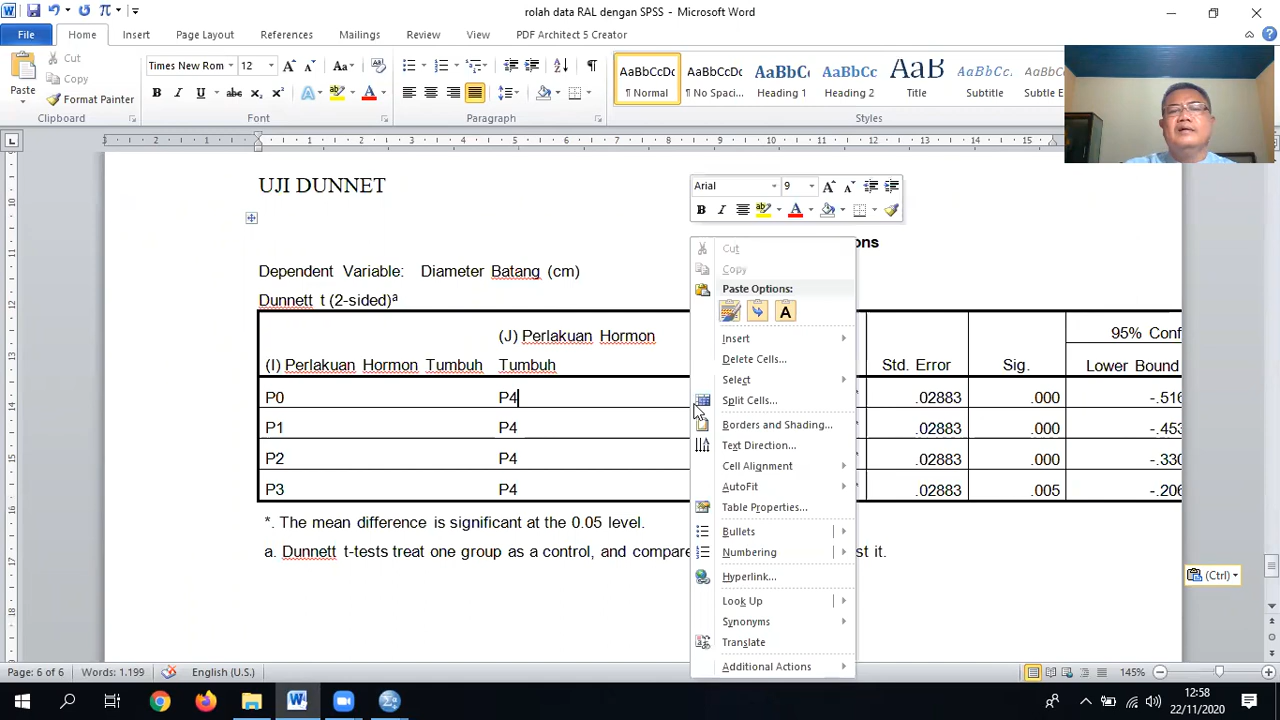 rolah data RAL dengan SPSS - Microsoft Word
File Home Insert Page Layout References Mailings Review View PDF Architect 5 Creator
Paste
Cut
Copy
Format Painter
Clipboard
Times New Rom 12
Font
Paragraph
AaBbCcDc AaBbCcDc AaBbCc AaBbCc AaB AaBbCc. AaBbCcD
¶ Normal ¶ No Spaci... Heading 1 Heading 2 Title Subtitle Subtle E
Styles
UJI DUNNET
Arial 9
ons
Dependent Variable: Diameter Batang (cm)
Dunnett t (2-sided)a
(I) Perlakuan Hormon Tumbuh (J) Perlakuan Hormon Tumbuh Std. Error Sig. 95% Conf
Lower Bound
P0 P4 * .02883 .000 -.516
P1 P4 .02883 .000 -.453
P2 P4 * .02883 .000 -.330
P3 P4 * .02883 .005 -.206
*. The mean difference is significant at the 0.05 level.
a. Dunnett t-tests treat one group as a control, and compare st it.
Cut
Copy
Paste Options:
Insert
Delete Cells...
Select
Split Cells...
Borders and Shading...
Text Direction...
Cell Alignment
AutoFit
Table Properties...
Bullets
Numbering
Hyperlink...
Look Up
Synonyms
Translate
Additional Actions
(Ctrl)
Page: 6 of 6 Words: 1.199 English (U.S.) 145%
12:58
22/11/2020